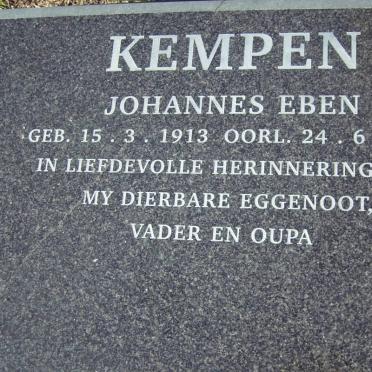 KEMPEN
JOHANNES EBEN
GEB. 15 . 3 . 1913 OORL. 24 . 6
IN LIEFDEVOLLE HERINNERING
MY DIERBARE EGGENOOT,
VADER EN OUPA